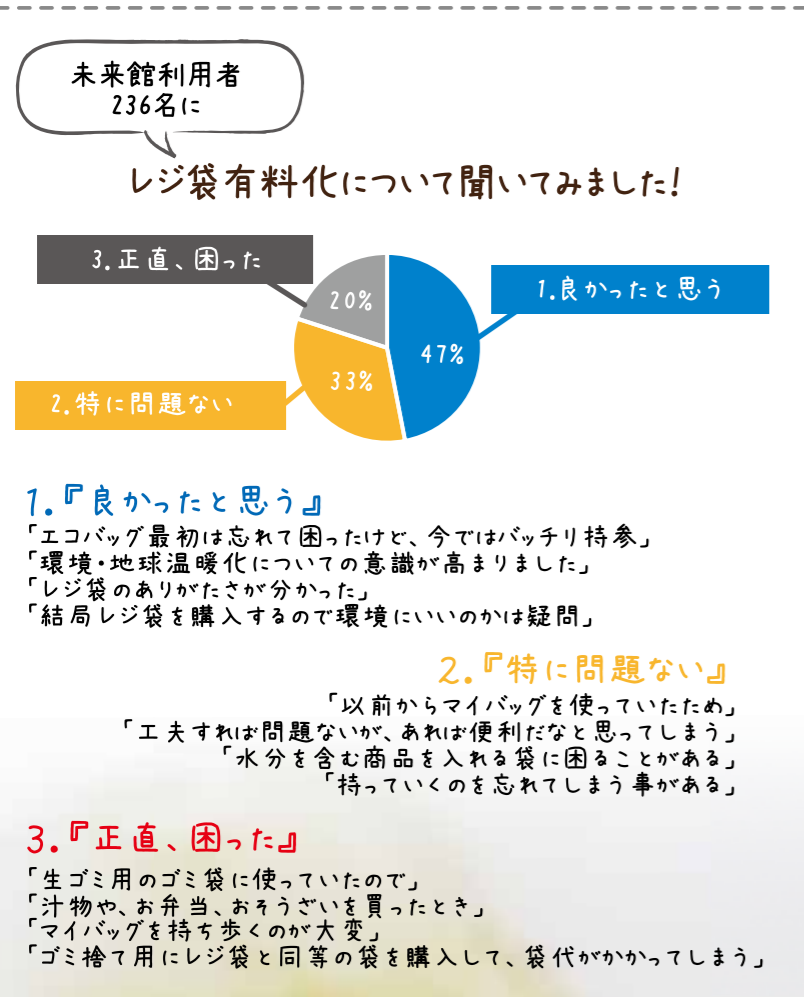 未来館利用者
236名に
レジ袋有料化について聞いてみました!
3.正直、困った
20%
1.良かったと思う
47%
33%
2.特に問題ない
1.『良かったと思う』
「エコバッグ最初は忘れて困ったけど、今ではバッチリ持参」
「環境・地球温暖化についての意識が高まりました」
「レジ袋のありがたさが分かった」
「結局レジ袋を購入するので環境にいいのかは疑問」
2.『特に問題ない』
「以前からマイバッグを使っていたため」
「工夫すれば問題ないが、あれば便利だなと思ってしまう」
「水分を含む商品を入れる袋に困ることがある」
「持っていくのを忘れてしまう事がある」
3.『正直、困った』
「生ゴミ用のゴミ袋に使っていたので」
「汁物や、お弁当、おそうざいを買ったとき」
「マイバッグを持ち歩くのが大変」
「ゴミ捨て用にレジ袋と同等の袋を購入して、袋代がかかってしまう」